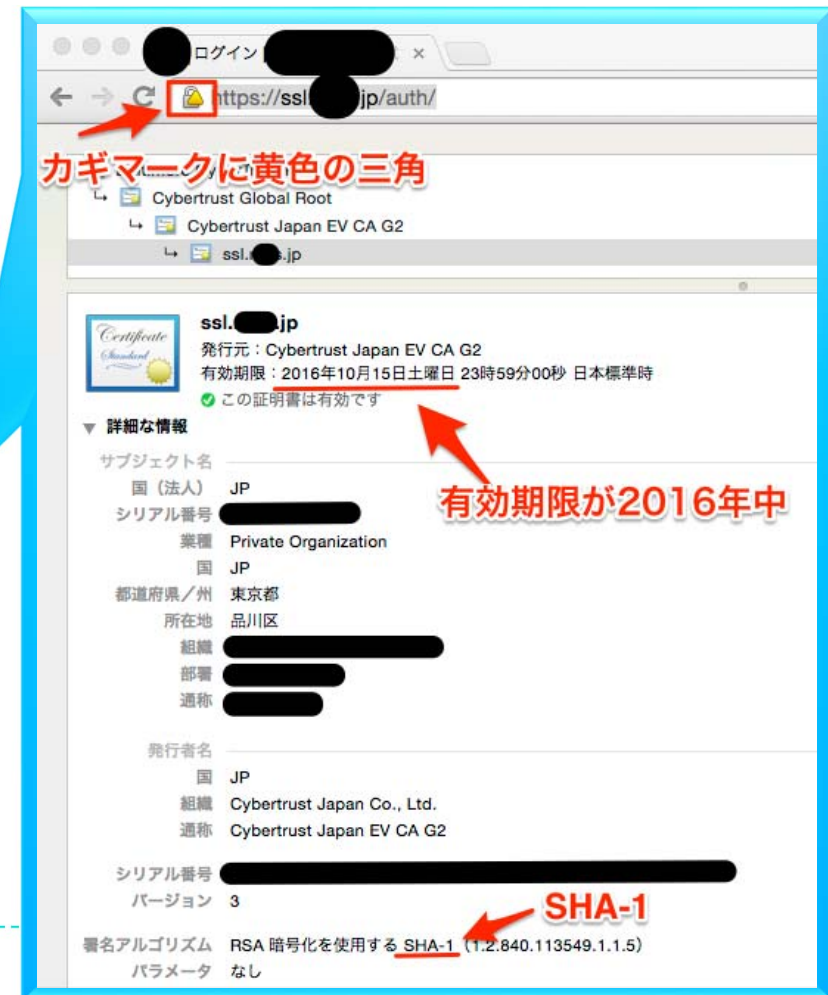 ログイン
https://ssl. jp/auth/
カギマークに黄色の三角
Cybertrust Global Root
Cybertrust Japan EV CA G2
ssl. .jp
Certificate
Standard
ssl. jp
発行元：Cybertrust Japan EV CA G2
有効期限：2016年10月15日土曜日 23時59分00秒 日本標準時
この証明書は有効です
有効期限が2016年中
▼ 詳細な情報
サブジェクト名
国（法人） JP
シリアル番号
業種 Private Organization
国 JP
都道府県／州 東京都
所在地 品川区
組織
部署
通称
発行者名
国 JP
組織 Cybertrust Japan Co., Ltd.
通称 Cybertrust Japan EV CA G2
シリアル番号
バージョン 3
SHA-1
署名アルゴリズム RSA 暗号化を使用する SHA-1（1.2.840.113549.1.1.5）
パラメータ なし